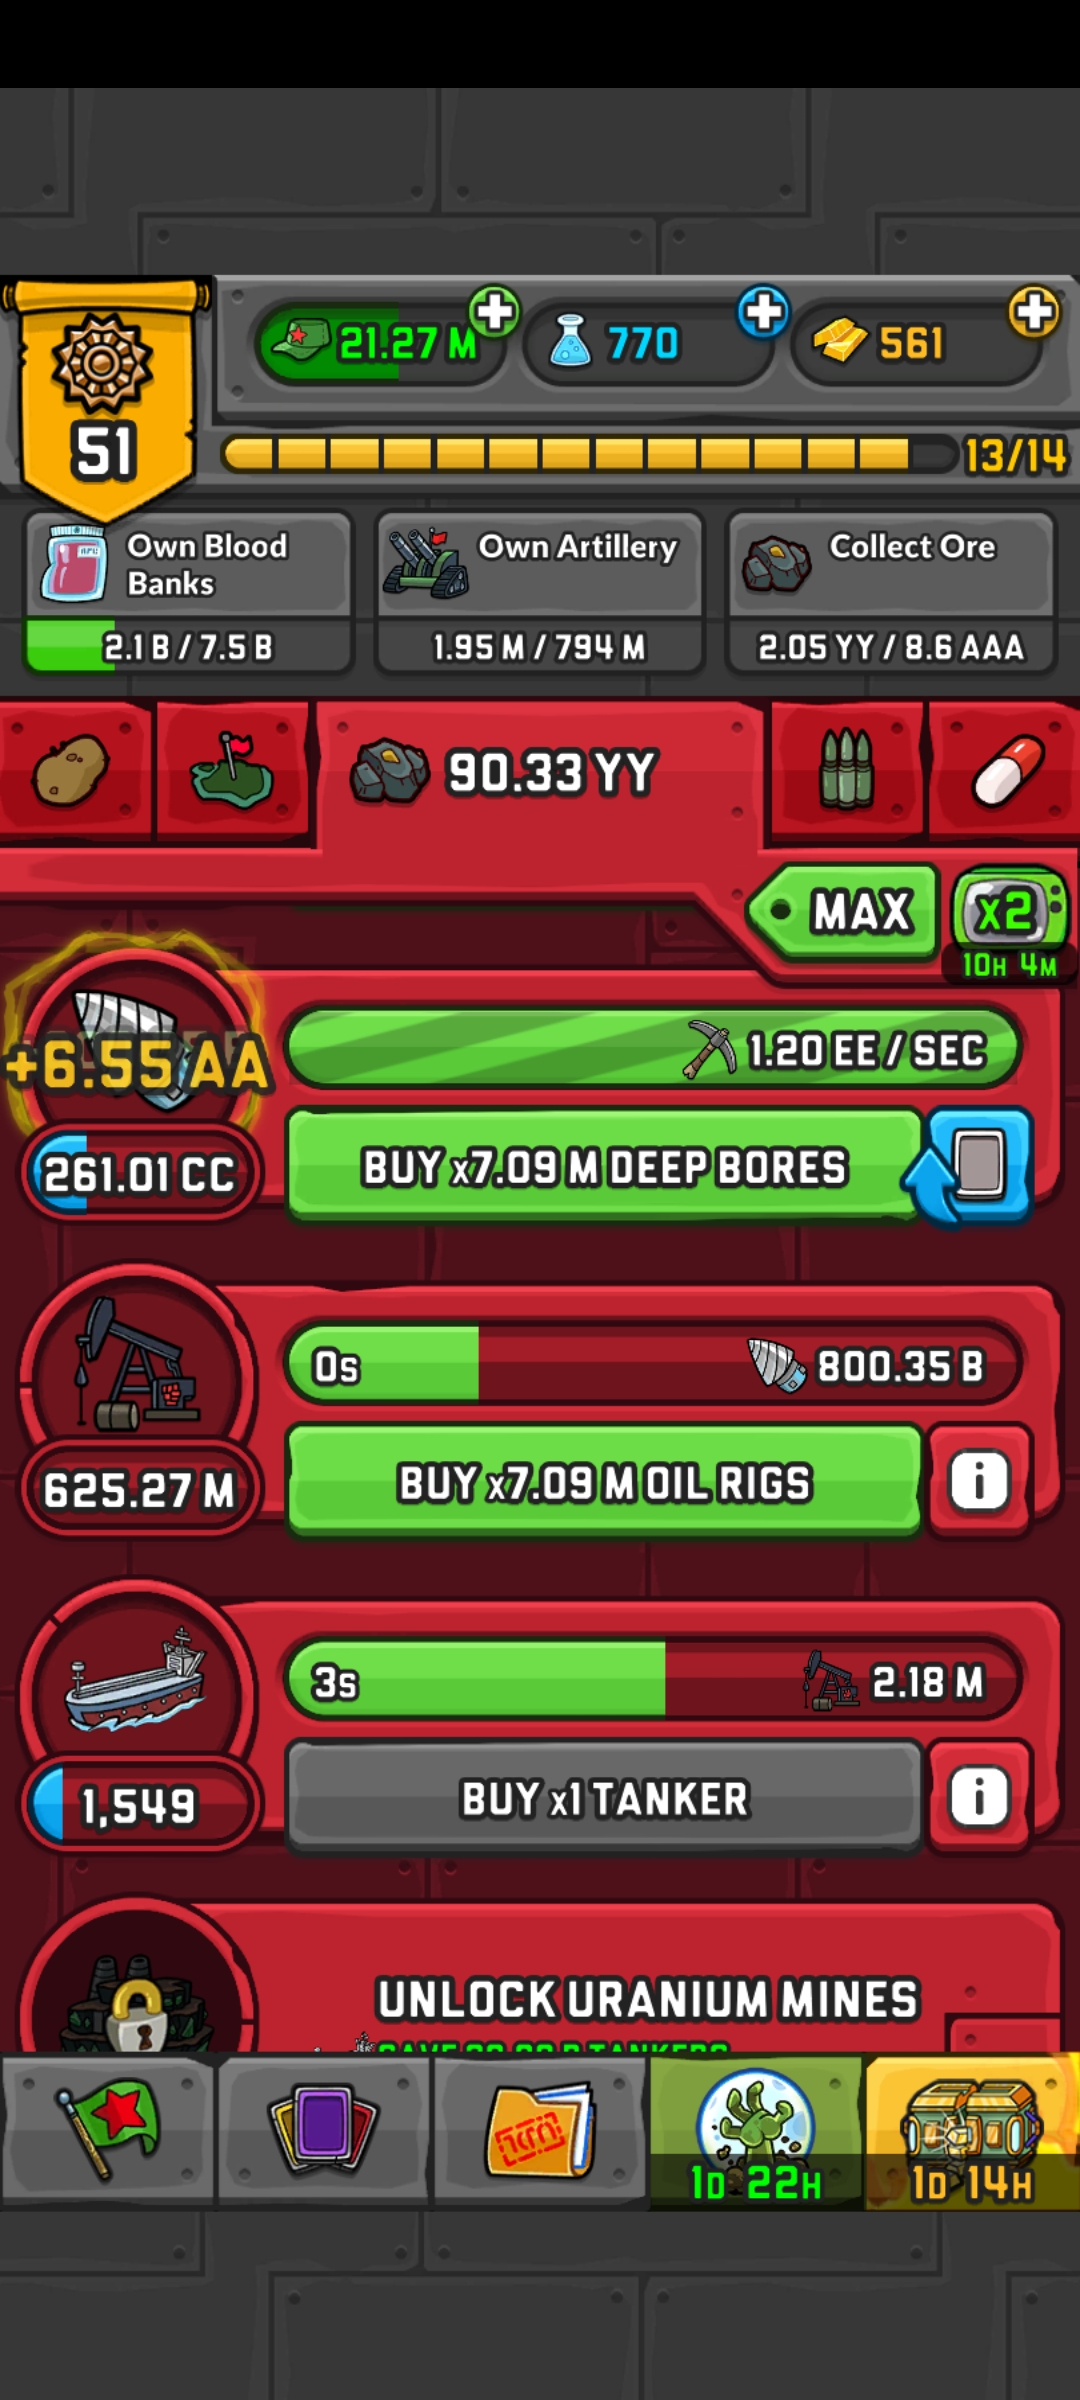 21.27 M
770
561
51
13/14
Own Blood
Banks
2.1 B / 7.5 B
Own Artillery
1.95 M / 794 M
Collect Ore
2.05 YY / 8.6 AAA
90.33 YY
MAX
x2
10H 4M
+6.55 AA
1.20 EE / SEC
261.01 CC
BUY x7.09 M DEEP BORES
0s
800.35 B
625.27 M
BUY x7.09 M OIL RIGS
i
3s
2.18 M
1,549
BUY x1 TANKER
i
UNLOCK URANIUM MINES
1D 22H
1D 14H